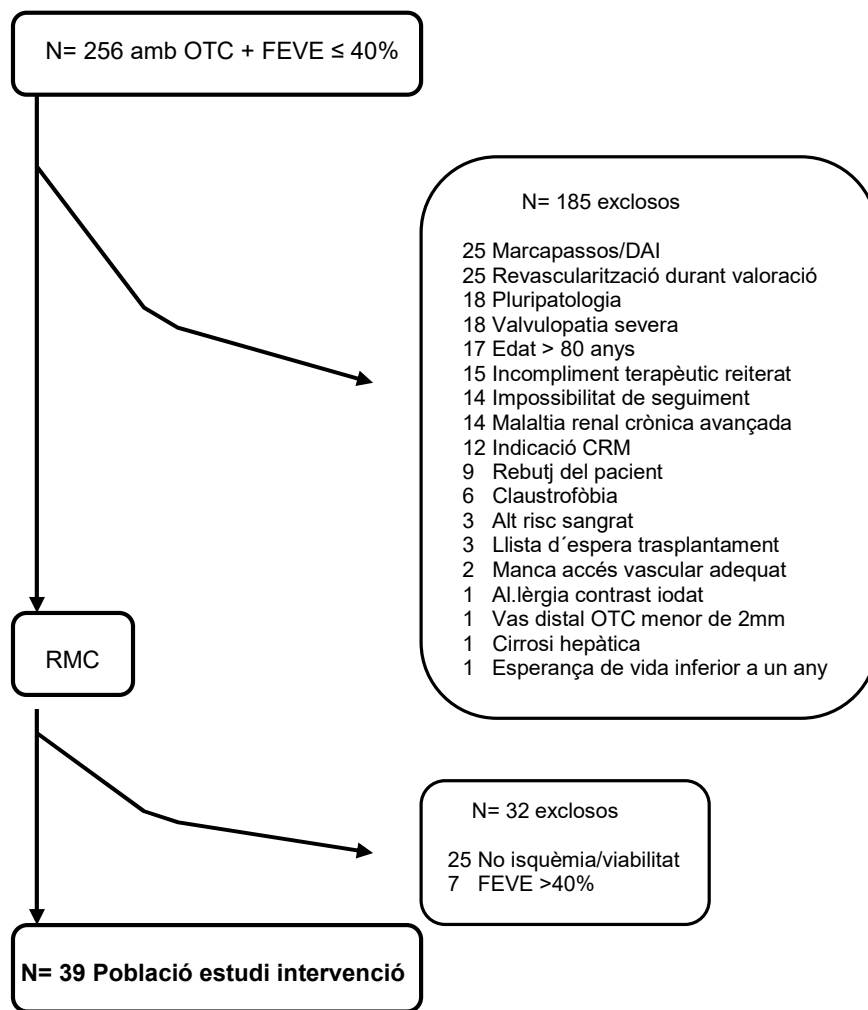 N= 256 amb OTC + FEVE ≤ 40%
N= 185 exclosos
25 Marcapassos/DAI
25 Revascularització durant valoració
18 Pluripatologia
18 Valvulopatia severa
17 Edat > 80 anys
15 Incompliment terapèutic reiterat
14 Impossibilitat de seguiment
14 Malaltia renal crònica avançada
12 Indicació CRM
9 Rebutj del pacient
6 Claustrofòbia
3 Alt risc sangrat
3 Llista d´espera trasplantament
2 Manca accés vascular adequat
1 Al.lèrgia contrast iodat
1 Vas distal OTC menor de 2mm
1 Cirrosi hepàtica
1 Esperança de vida inferior a un any
RMC
N= 32 exclosos
25 No isquèmia/viabilitat
7 FEVE >40%
N= 39 Població estudi intervenció